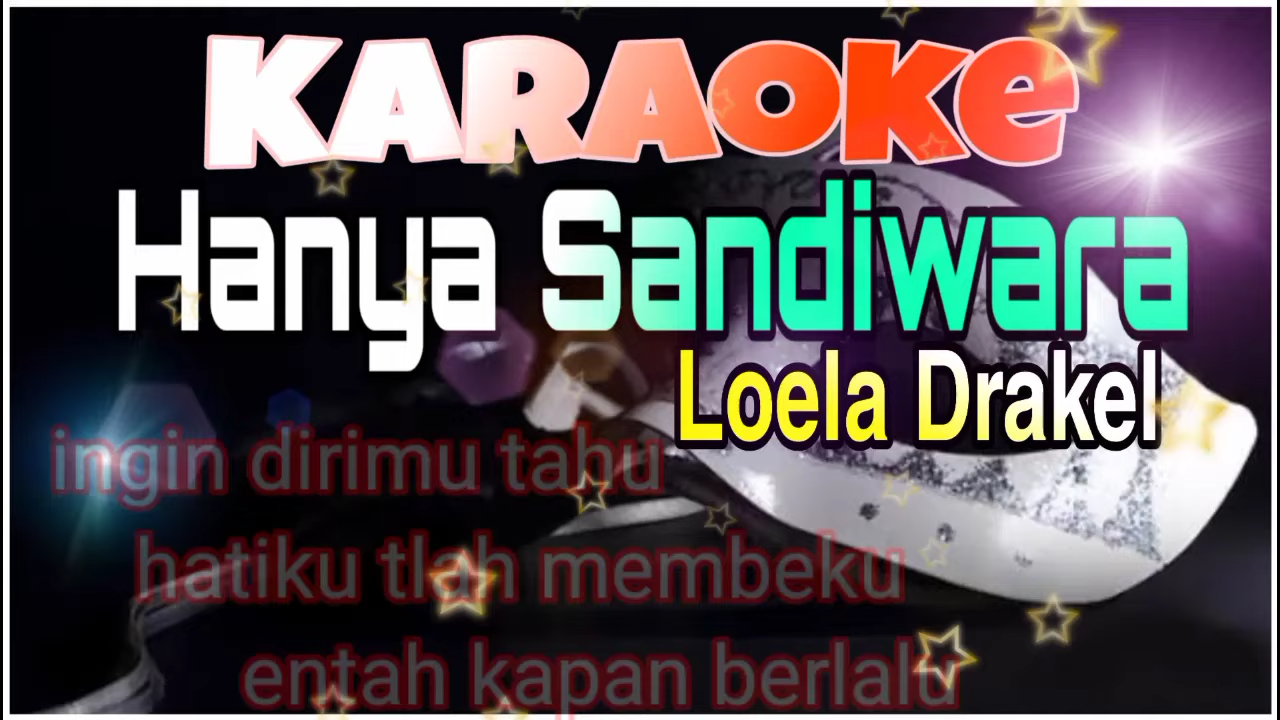 KARAOKe
Hanya Sandiwara
Loela Drakel
ingin dirimu tahu
hatiku tlah membeku
entah kapan berlalu